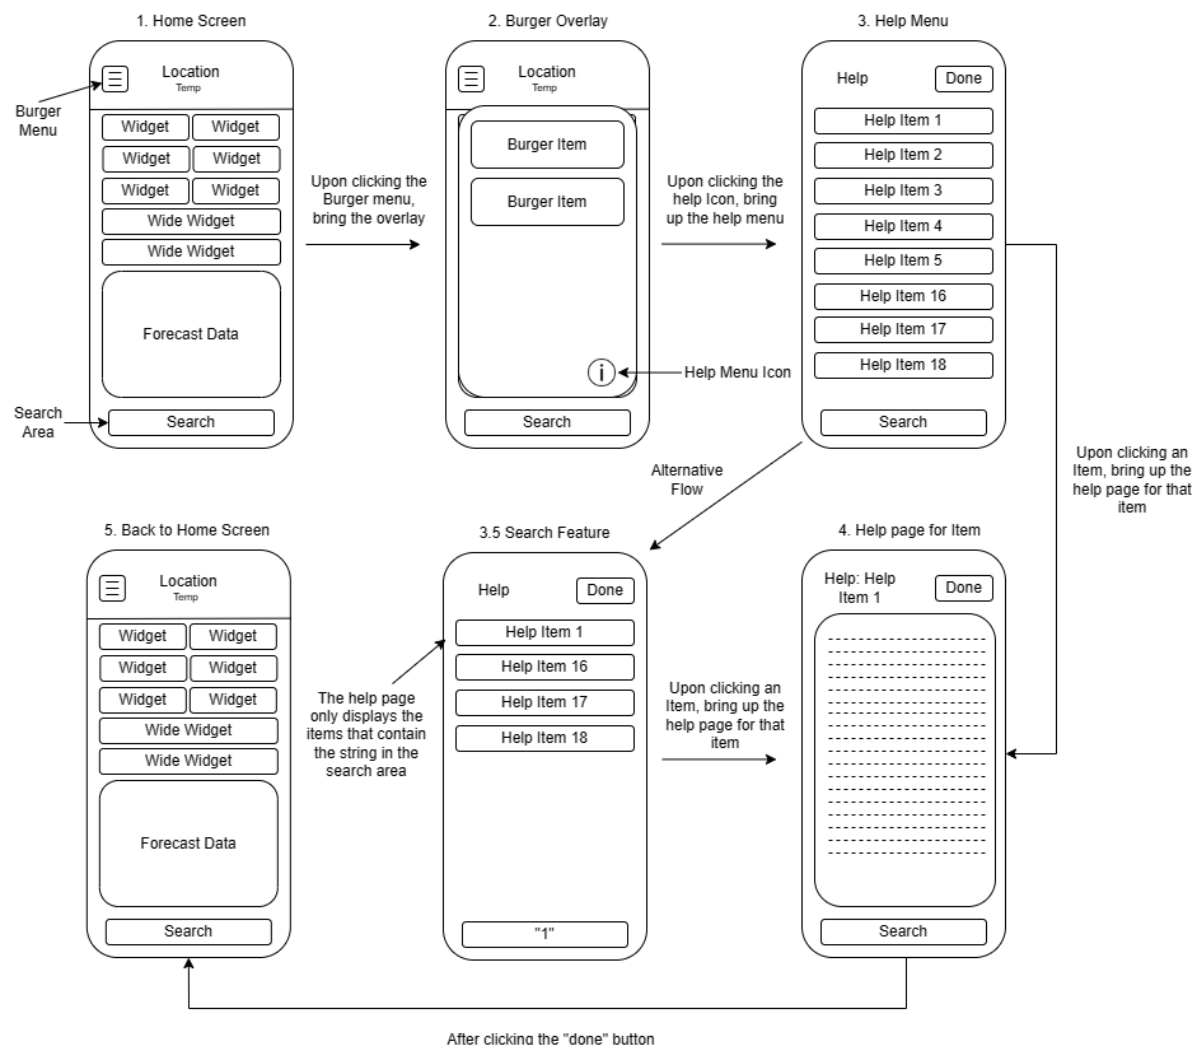 1. Home Screen
Location
Temp
Burger
Menu
Widget
Widget
Widget
Widget
Widget
Widget
Wide Widget
Wide Widget
Forecast Data
Search
Area
Search
Upon clicking the
Burger menu,
bring the overlay
2. Burger Overlay
Location
Temp
Burger Item
Burger Item
i
Help Menu Icon
Search
Upon clicking the
help Icon, bring
up the help menu
3. Help Menu
Help
Done
Help Item 1
Help Item 2
Help Item 3
Help Item 4
Help Item 5
Help Item 16
Help Item 17
Help Item 18
Search
Upon clicking an
Item, bring up the
help page for that
item
Alternative
Flow
3.5 Search Feature
Help
Done
Help Item 1
Help Item 16
Help Item 17
Help Item 18
"1"
The help page
only displays the
items that contain
the string in the
search area
Upon clicking an
Item, bring up the
help page for that
item
4. Help page for Item
Help: Help
Item 1
Done
Search
After clicking the "done" button
5. Back to Home Screen
Location
Temp
Widget
Widget
Widget
Widget
Widget
Widget
Wide Widget
Wide Widget
Forecast Data
Search